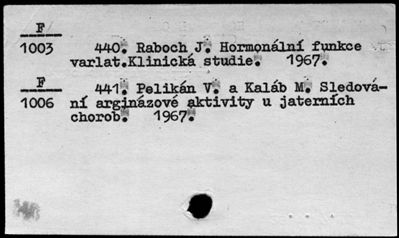 F
1003 440. Raboch J. Hormonální funkce
varlat.Klinická studie. 1967.
F
1006 441. Pelikán V. a Kaláb M. Sledová-
ní arginázové aktivity u jaterních
chorob. 1967.